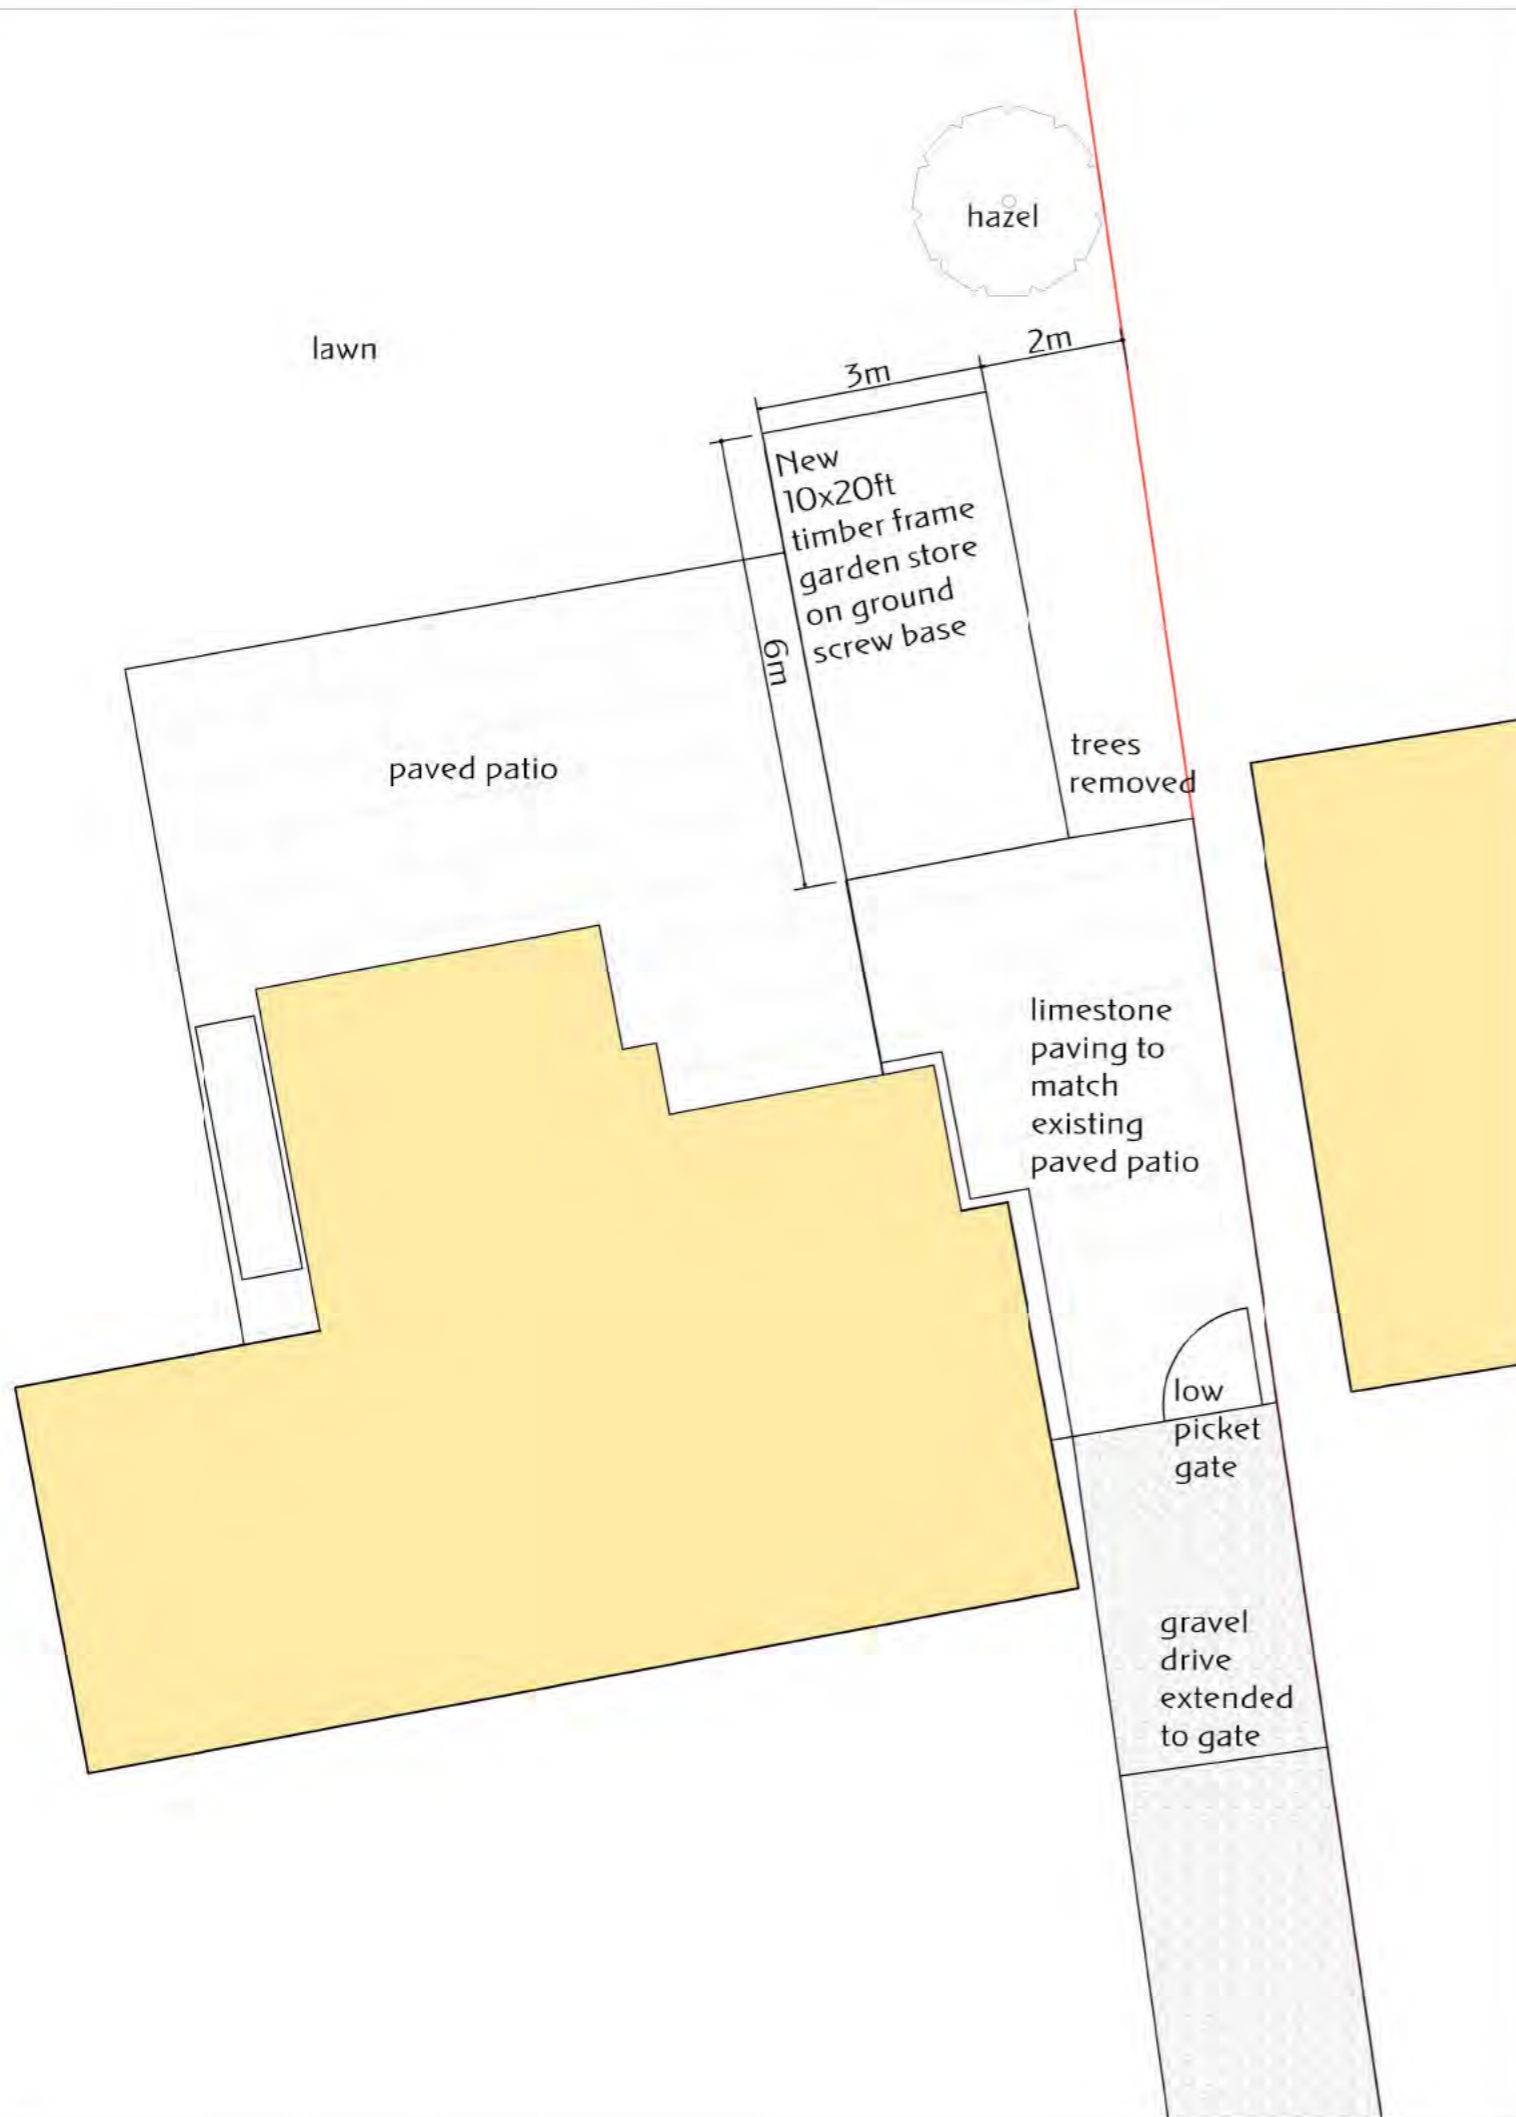 hazel
lawn
2m
3m
New
10x20ft
timber frame
garden store
on ground
screw base
6m
trees
removed
paved patio
limestone
paving to
match
existing
paved patio
low
picket
gate
gravel
drive
extended
to gate